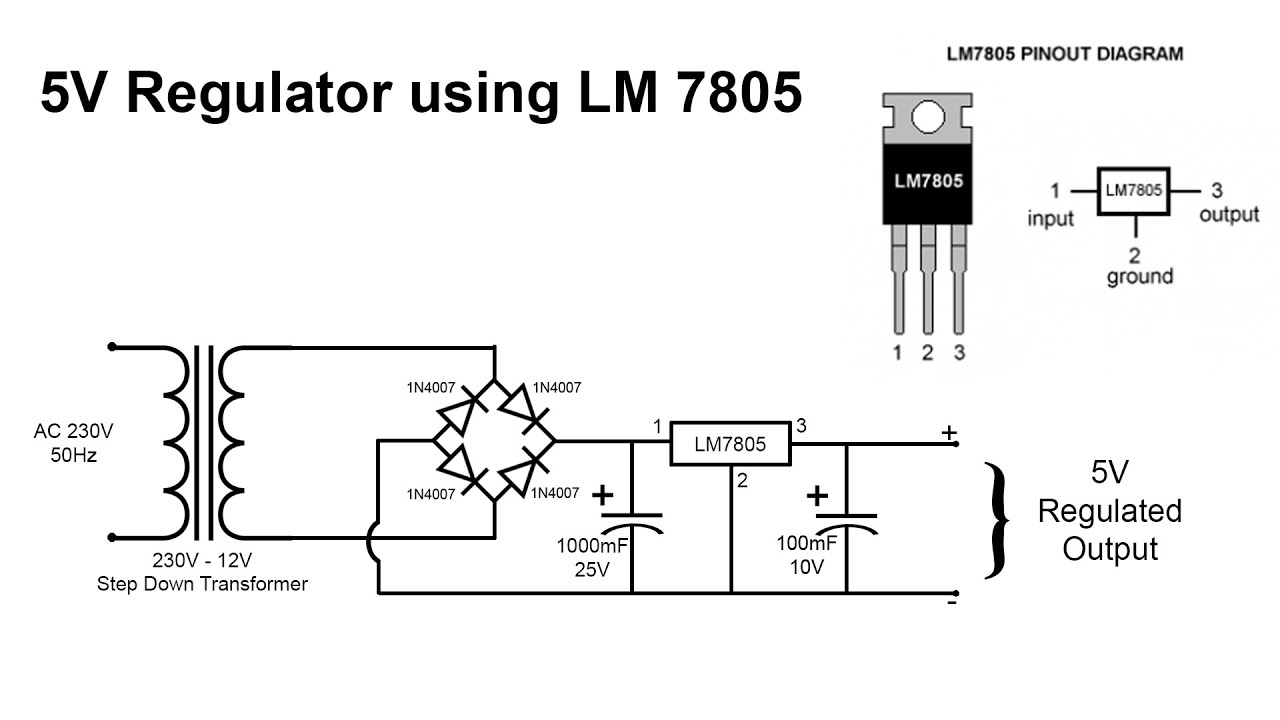 LM7805 PINOUT DIAGRAM
5V Regulator using LM 7805
LM7805
1
input
LM7805
3
output
2
ground
1 2 3
1N4007
1N4007
AC 230V
50Hz
1
LM7805
3
+
2
1N4007
1N4007
+
+
5V
Regulated
Output
1000mF
25V
100mF
10V
230V - 12V
Step Down Transformer
-